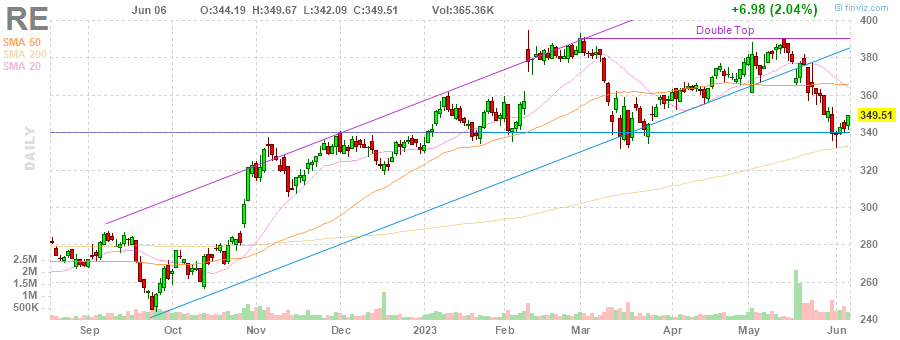 RE Jun 06 O:344.19 H:349.67 L:342.09 C:349.51 Vol:365.36K +6.98 (2.04%) © finviz.com
SMA 50
SMA 200
SMA 20
DAILY
Double Top
400
380
360
349.51
340
320
300
280
260
240
2.5M
2M
1.5M
1M
500K
Sep Oct Nov Dec 2023 Feb Mar Apr May Jun